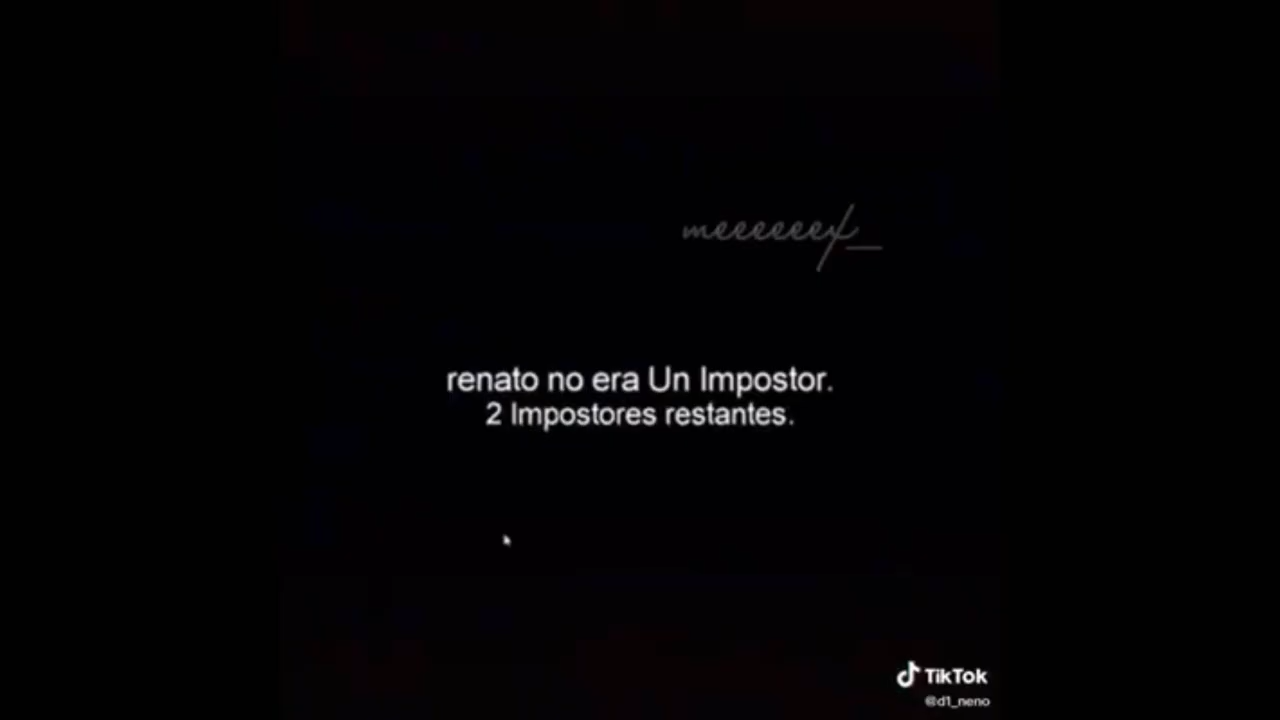 meeeeeex_
renato no era Un Impostor.
2 Impostores restantes.
TikTok
@d1_neno